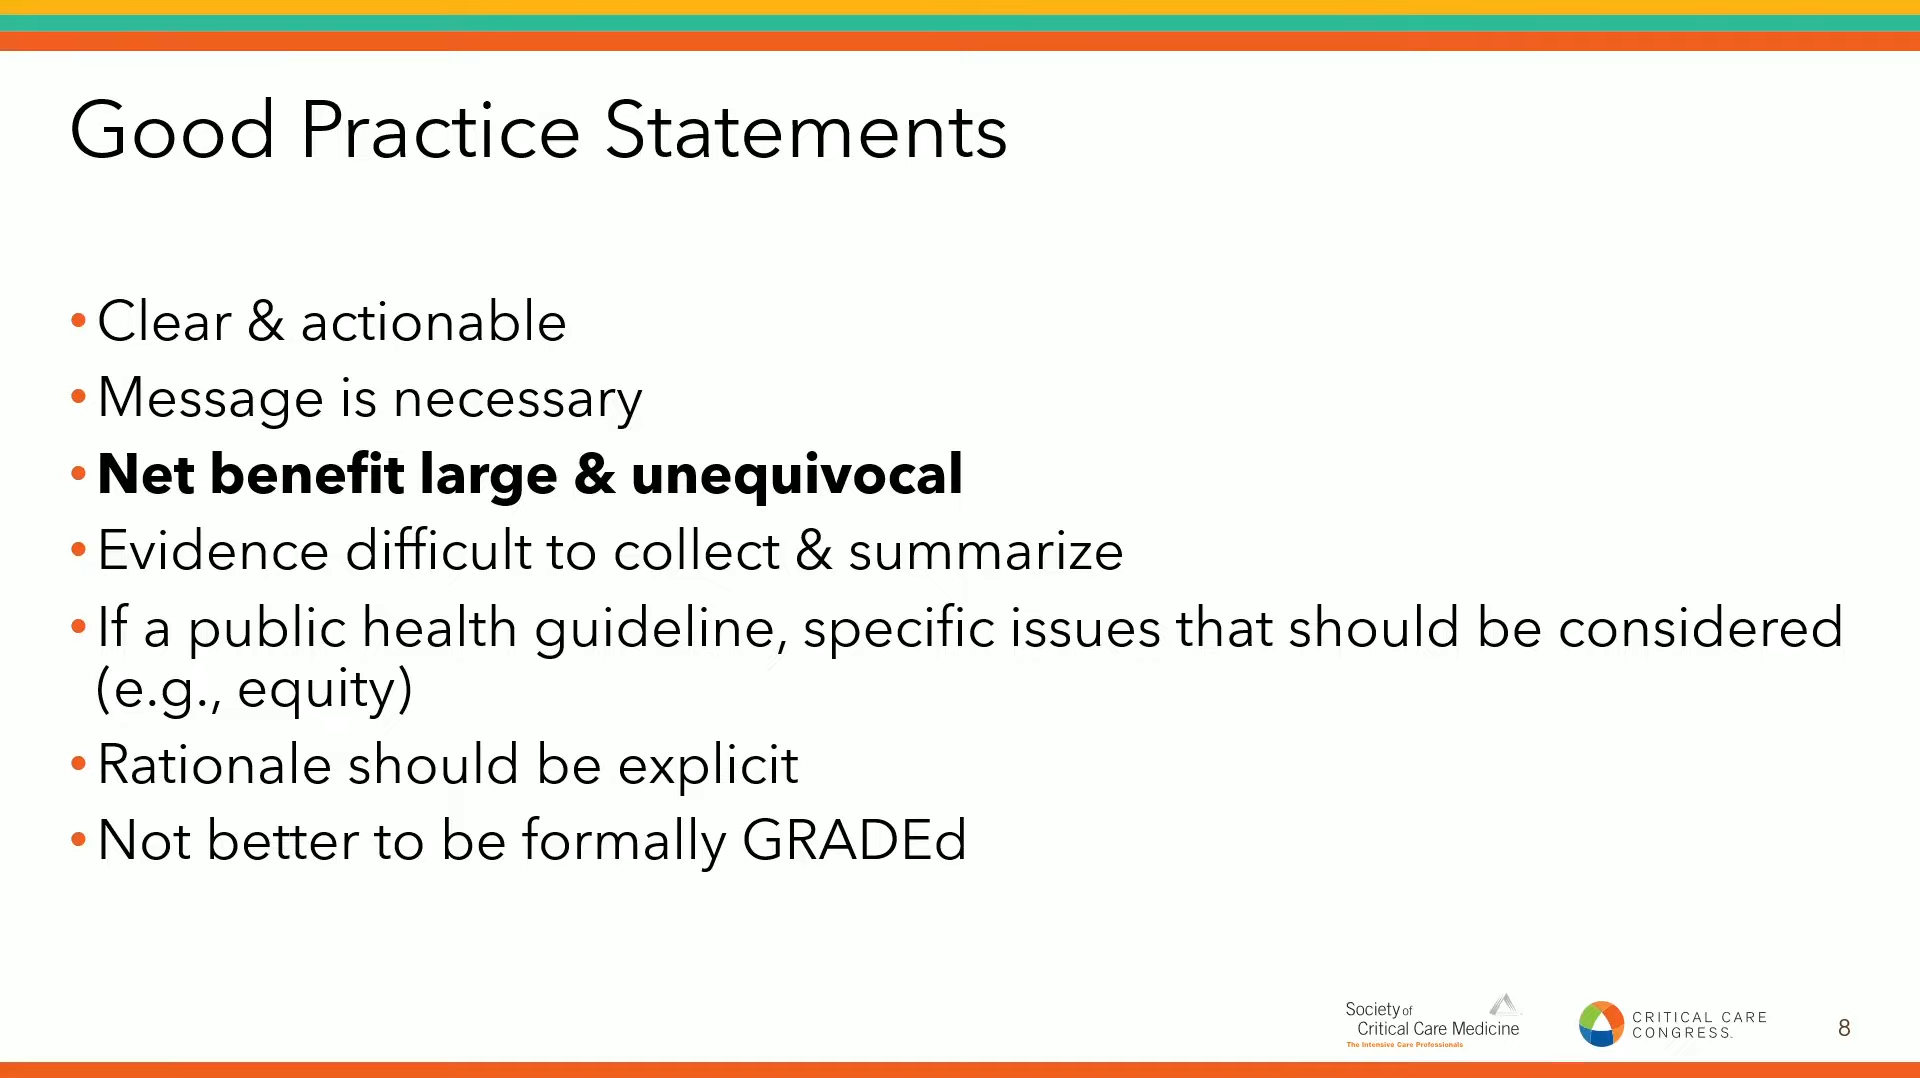 Good Practice Statements
• Clear & actionable
• Message is necessary
• Net benefit large & unequivocal
• Evidence difficult to collect & summarize
• If a public health guideline, specific issues that should be considered
(e.g., equity)
• Rationale should be explicit
• Not better to be formally GRADEd
Society of
Critical Care Medicine
The Intensive Care Professionals
CRITICAL CARE
CONGRESS.
8